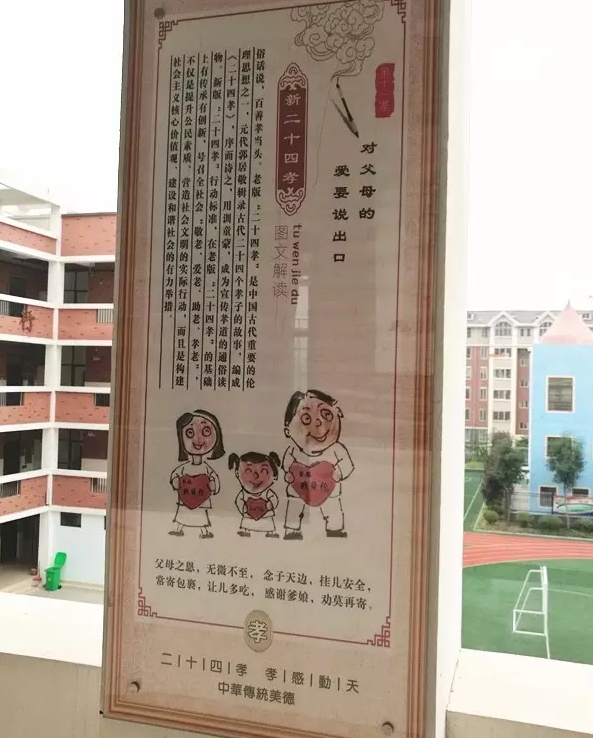 第十一孝
对父母的
爱要说出口
新二十四孝
tu wen jie du
图文解读
俗话说，百善孝当头。老版“二十四孝”是中国古代重要的伦
理思想之一，元代郭居敬辑录古代二十四个孝子的故事，编成
《二十四孝》，序而诗之，用训童蒙，成为宣传孝道的通俗读
物。新版“二十四孝”行动标准，在老版“二十四孝”的基础
上有传承有创新，号召全社会“敬老、爱老、助老、孝老”，
不仅是提升公民素质，营造社会文明的实际行动，而且是构建
社会主义核心价值观、建设和谐社会的有力举措。
我爱你
我爱你
父母之恩，无微不至，念子天边，挂儿安全，
常寄包裹，让儿多吃，感谢爹娘，劝莫再寄。
孝
二|十|四|孝 孝|感|動|天
中華傳統美德